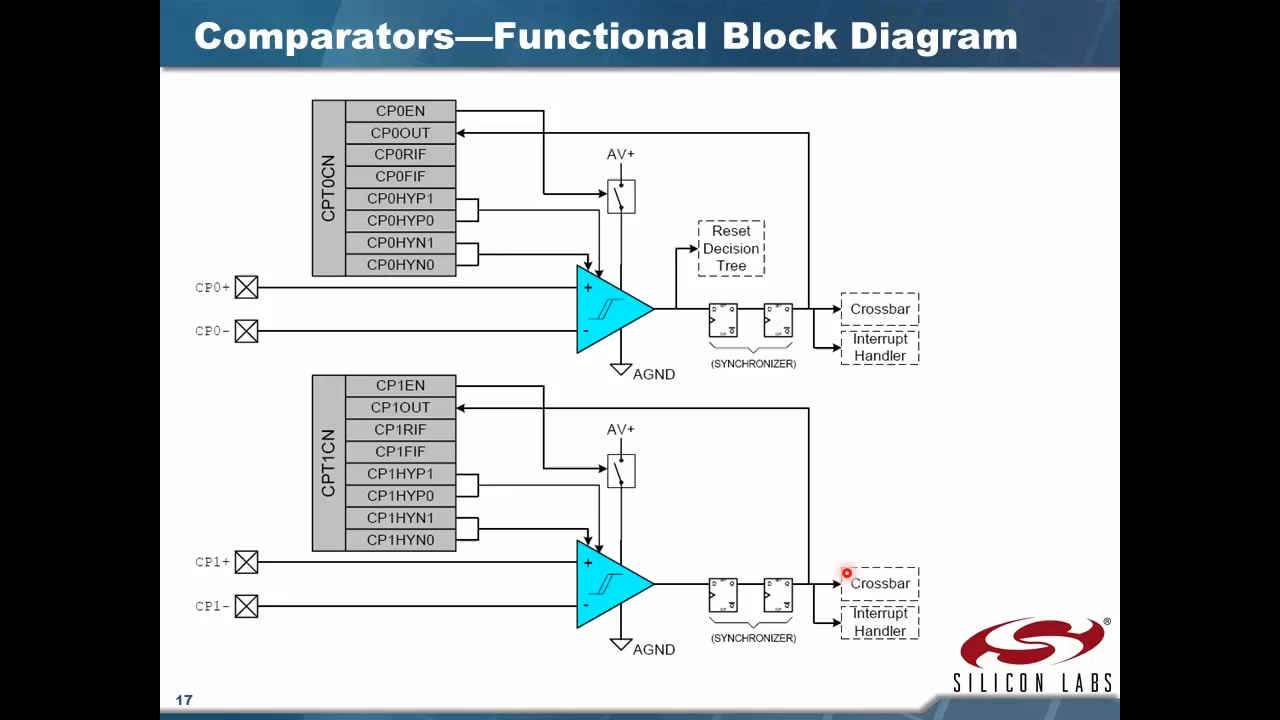 Comparators—Functional Block Diagram
CPT0CN
CP0EN
CP0OUT
CP0RIF
CP0FIF
CP0HYP1
CP0HYP0
CP0HYN1
CP0HYN0
AV+
Reset
Decision
Tree
CP0+
CP0-
+
-
Crossbar
Interrupt
Handler
(SYNCHRONIZER)
AGND
CPT1CN
CP1EN
CP1OUT
CP1RIF
CP1FIF
CP1HYP1
CP1HYP0
CP1HYN1
CP1HYN0
AV+
CP1+
CP1-
+
-
Crossbar
Interrupt
Handler
(SYNCHRONIZER)
AGND
SILICON LABS
®
17